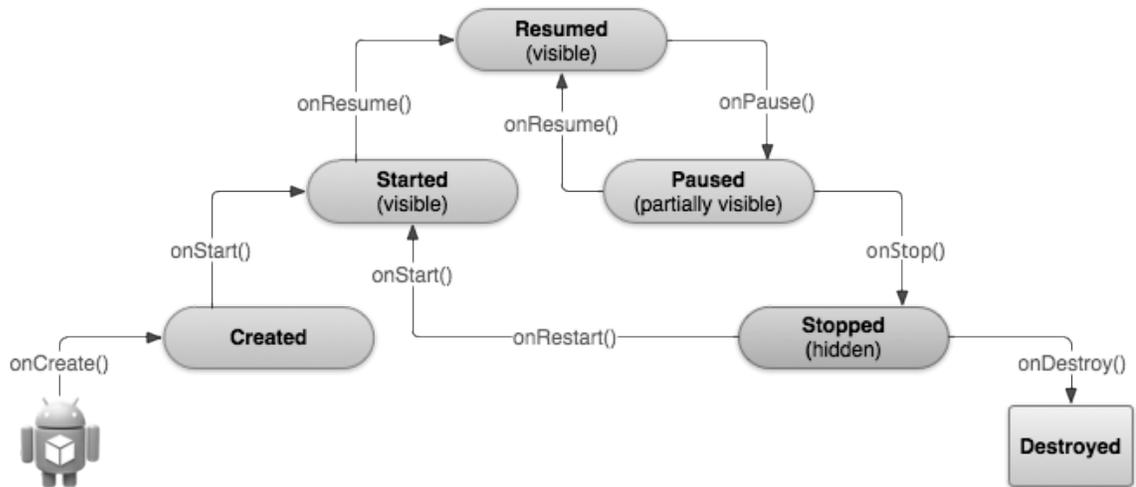 Resumed
(visible)
onResume()
onResume()
onPause()
Started
(visible)
Paused
(partially visible)
onStart()
onStart()
onStop()
Created
onRestart()
Stopped
(hidden)
onCreate()
onDestroy()
Destroyed